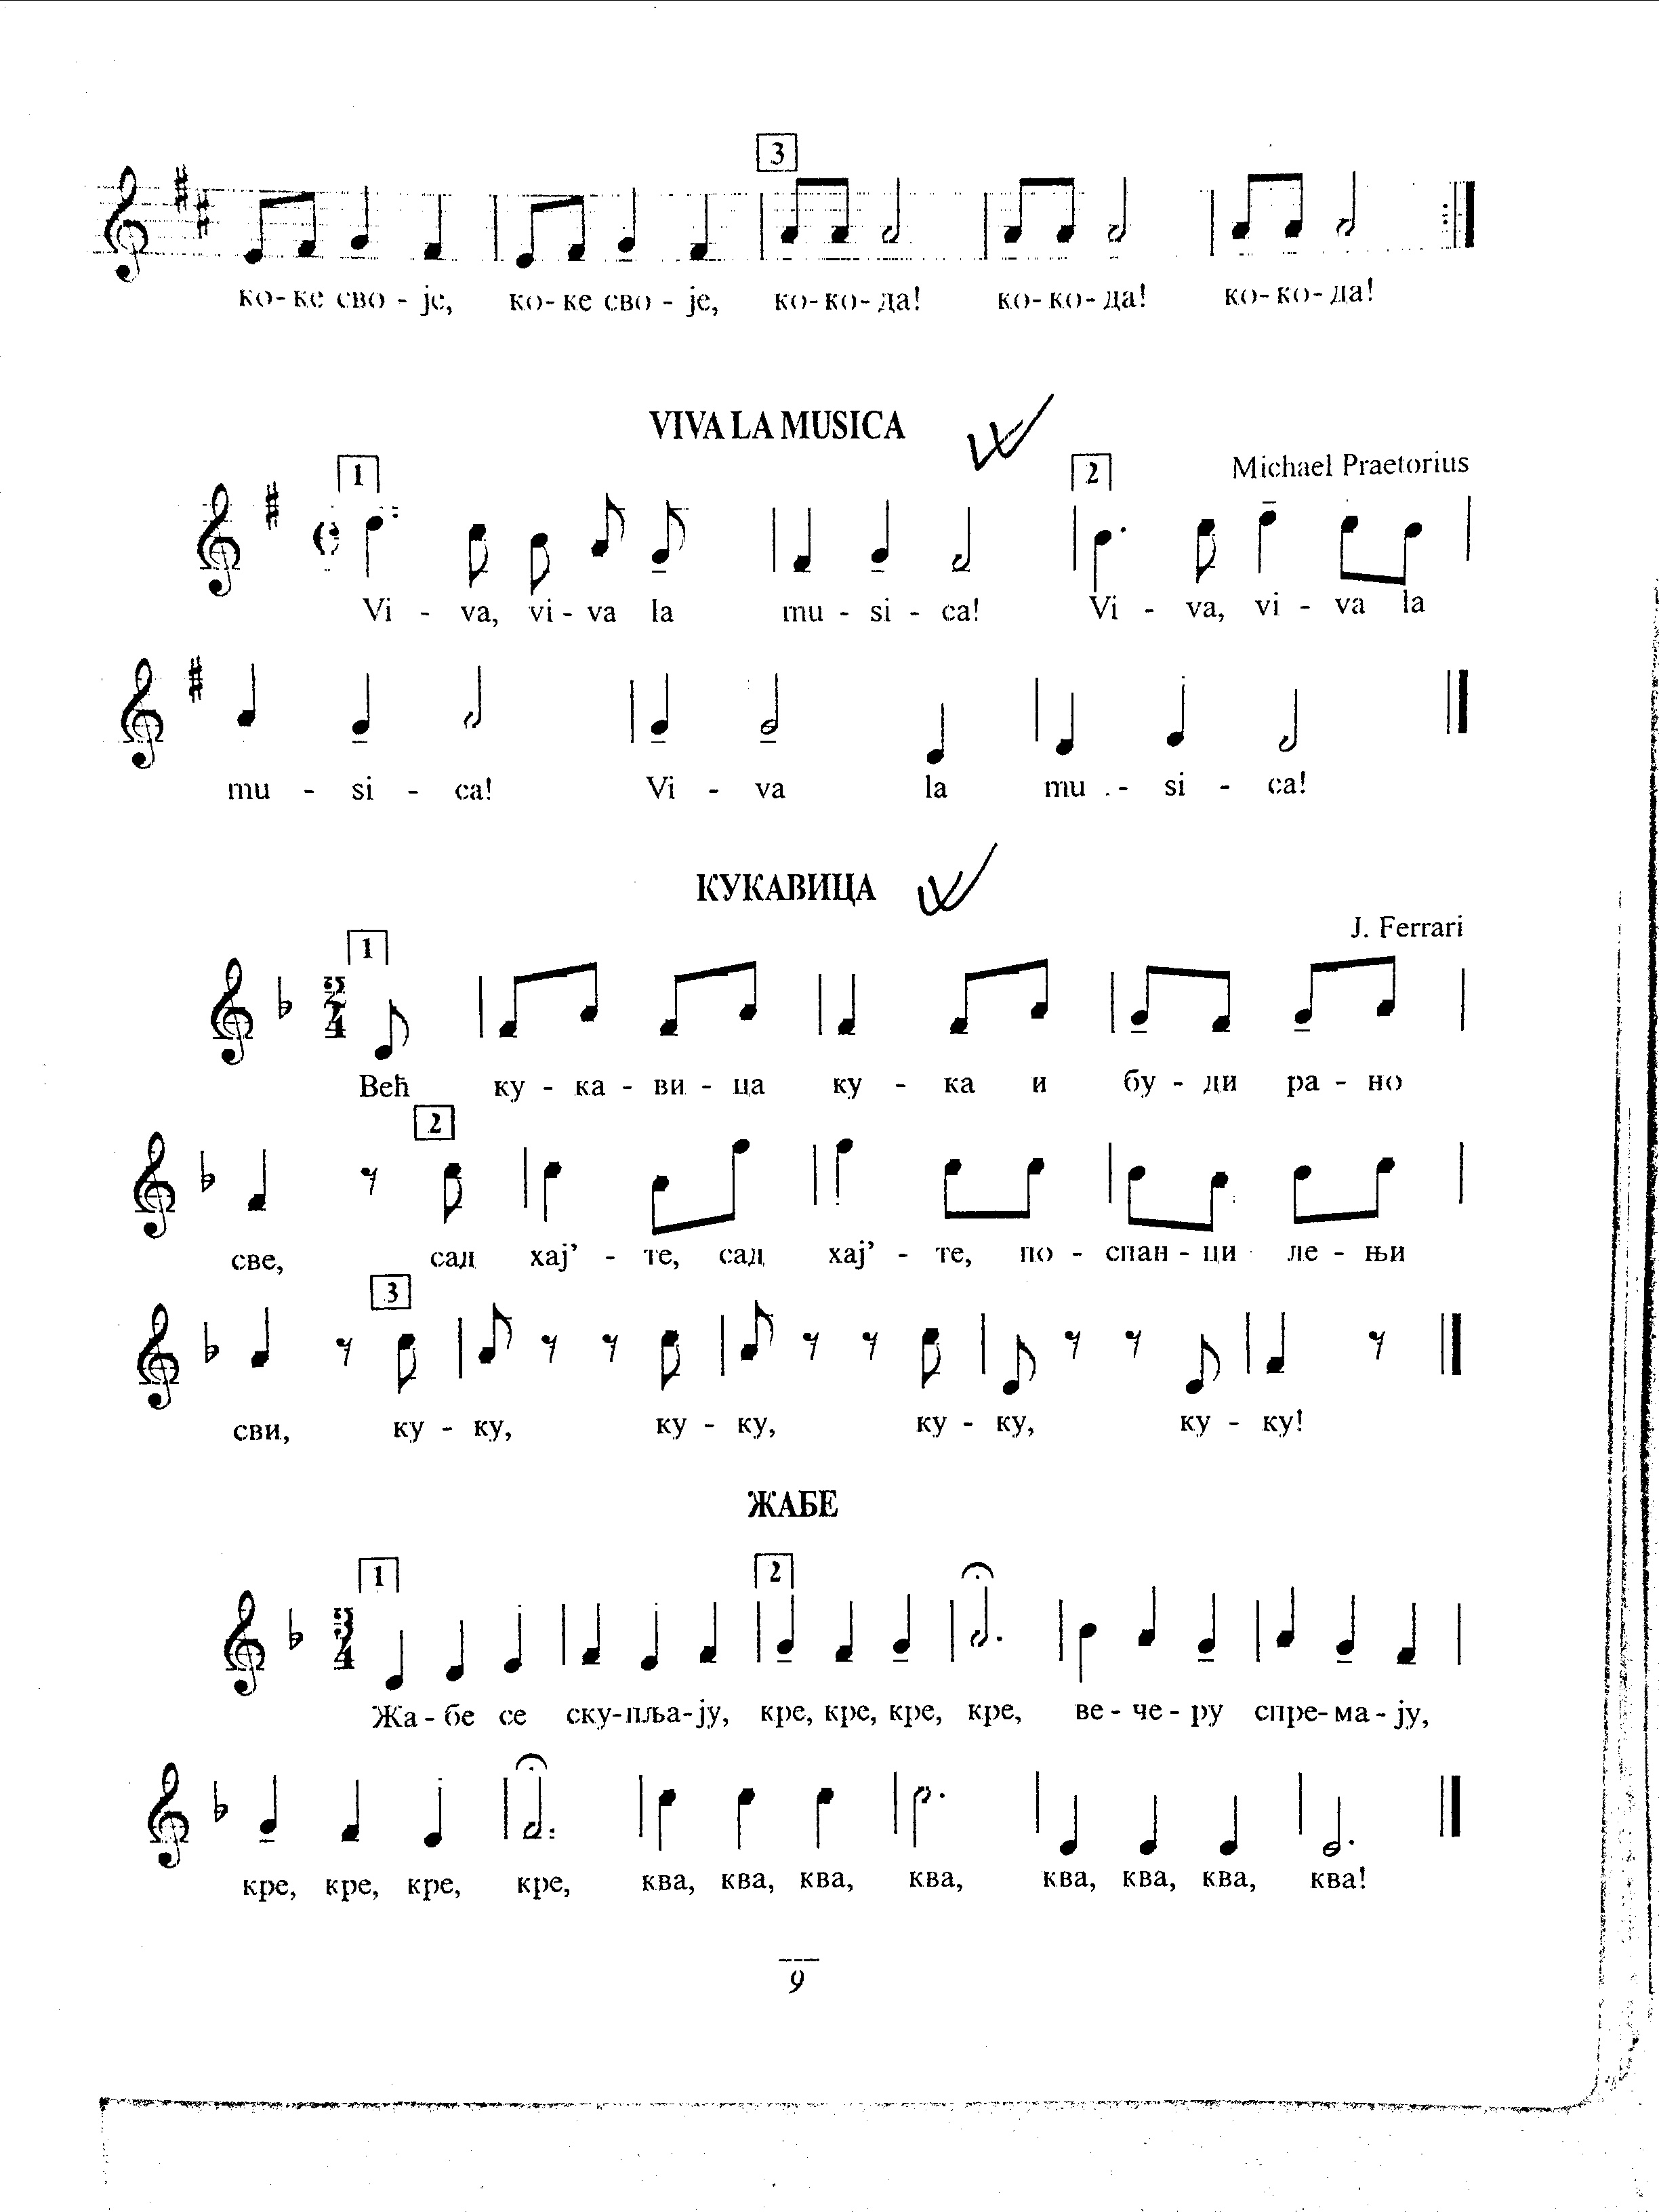 3
ко-ке сво - је, ко-ке сво - је, ко-ко-да! ко-ко-да! ко-ко-да!
VIVA LA MUSICA
1 2 Michael Praetorius
Vi - va, vi - va la mu - si - ca! Vi - va, vi - va la
mu - si - ca! Vi - va la mu - si - ca!
КУКАВИЦА
J. Ferrari
1
2 4
Већ ку - ка - ви - ца ку - ка и бу - ди ра - но
2
све, сад хај’ - те, сад хај’ - те, по - спан - ци ле - њи
3
сви, ку - ку, ку - ку, ку - ку, ку - ку!
ЖАБЕ
1 2
3 4
Жа - бе се ску-пља-ју, кре, кре, кре, кре, ве - че - ру спре-ма-ју,
кре, кре, кре, кре, ква, ква, ква, ква, ква, ква, ква, ква!
9